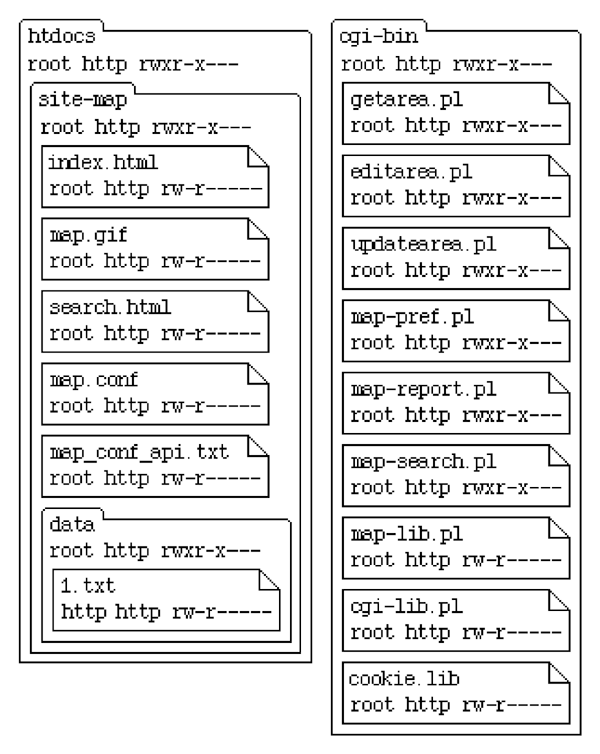 htdocs
root http rwxr-x---
site-map
root http rwxr-x---
index.html
root http rw-r-----
map.gif
root http rw-r-----
search.html
root http rw-r-----
map.conf
root http rw-r-----
map_conf_api.txt
root http rw-r-----
data
root http rwxr-x---
1.txt
http http rw-r-----
cgi-bin
root http rwxr-x---
getarea.pl
root http rwxr-x---
editarea.pl
root http rwxr-x---
updatearea.pl
root http rwxr-x---
map-pref.pl
root http rwxr-x---
map-report.pl
root http rwxr-x---
map-search.pl
root http rwxr-x---
map-lib.pl
root http rw-r-----
cgi-lib.pl
root http rw-r-----
cookie.lib
root http rw-r-----